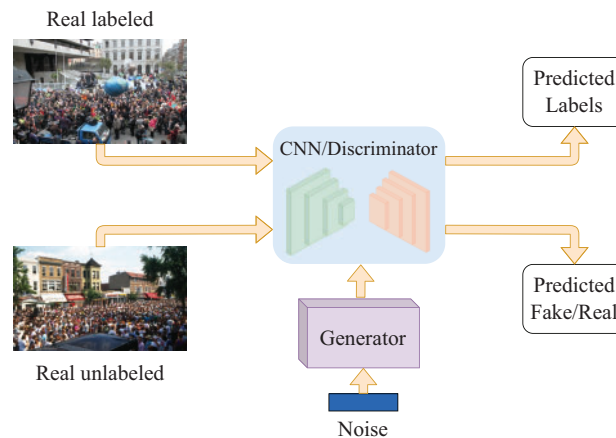 Real labeled
CNN/Discriminator
Predicted
Labels
Real unlabeled
Generator
Noise
Predicted
Fake/Real